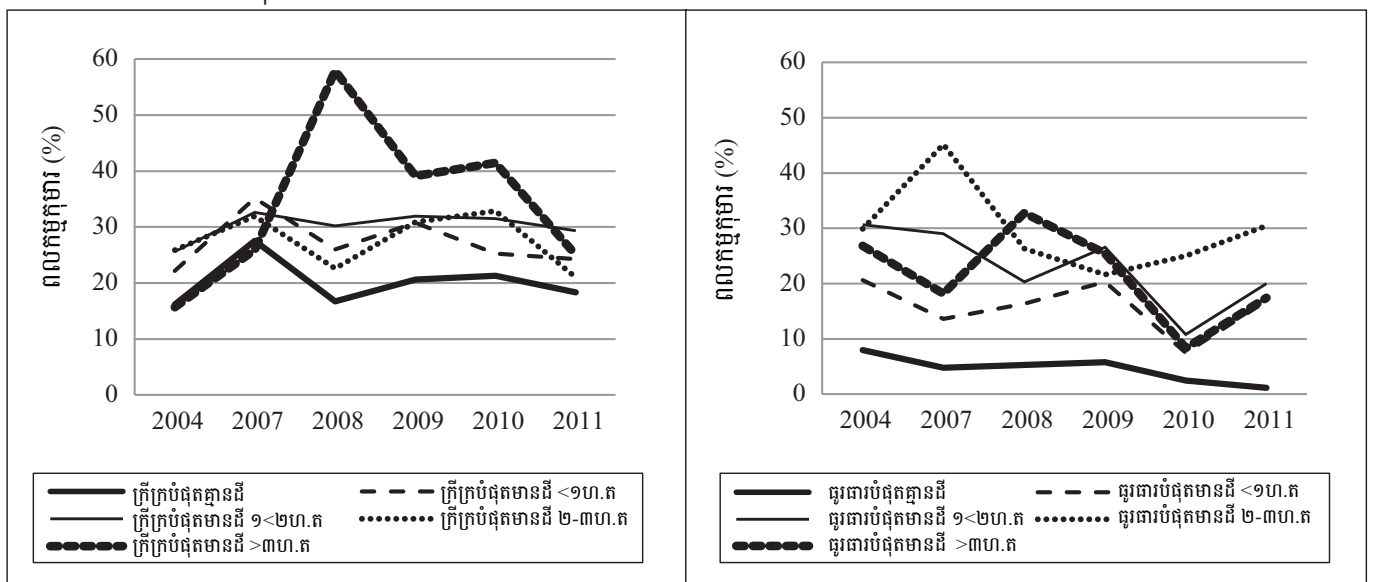 60
50
40
30
20
10
0
ពលកម្មកុមារ (%)
2004 2007 2008 2009 2010 2011
ក្រីក្របំផុតគ្មានដី
ក្រីក្របំផុតមានដី <១ហ.ត
ក្រីក្របំផុតមានដី ១<២ហ.ត
ក្រីក្របំផុតមានដី ២-៣ហ.ត
ក្រីក្របំផុតមានដី >៣ហ.ត
60
50
40
30
20
10
0
ពលកម្មកុមារ (%)
2004 2007 2008 2009 2010 2011
ធូរធារបំផុតគ្មានដី
ធូរធារបំផុតមានដី <១ហ.ត
ធូរធារបំផុតមានដី ១<២ហ.ត
ធូរធារបំផុតមានដី ២-៣ហ.ត
ធូរធារបំផុតមានដី >៣ហ.ត